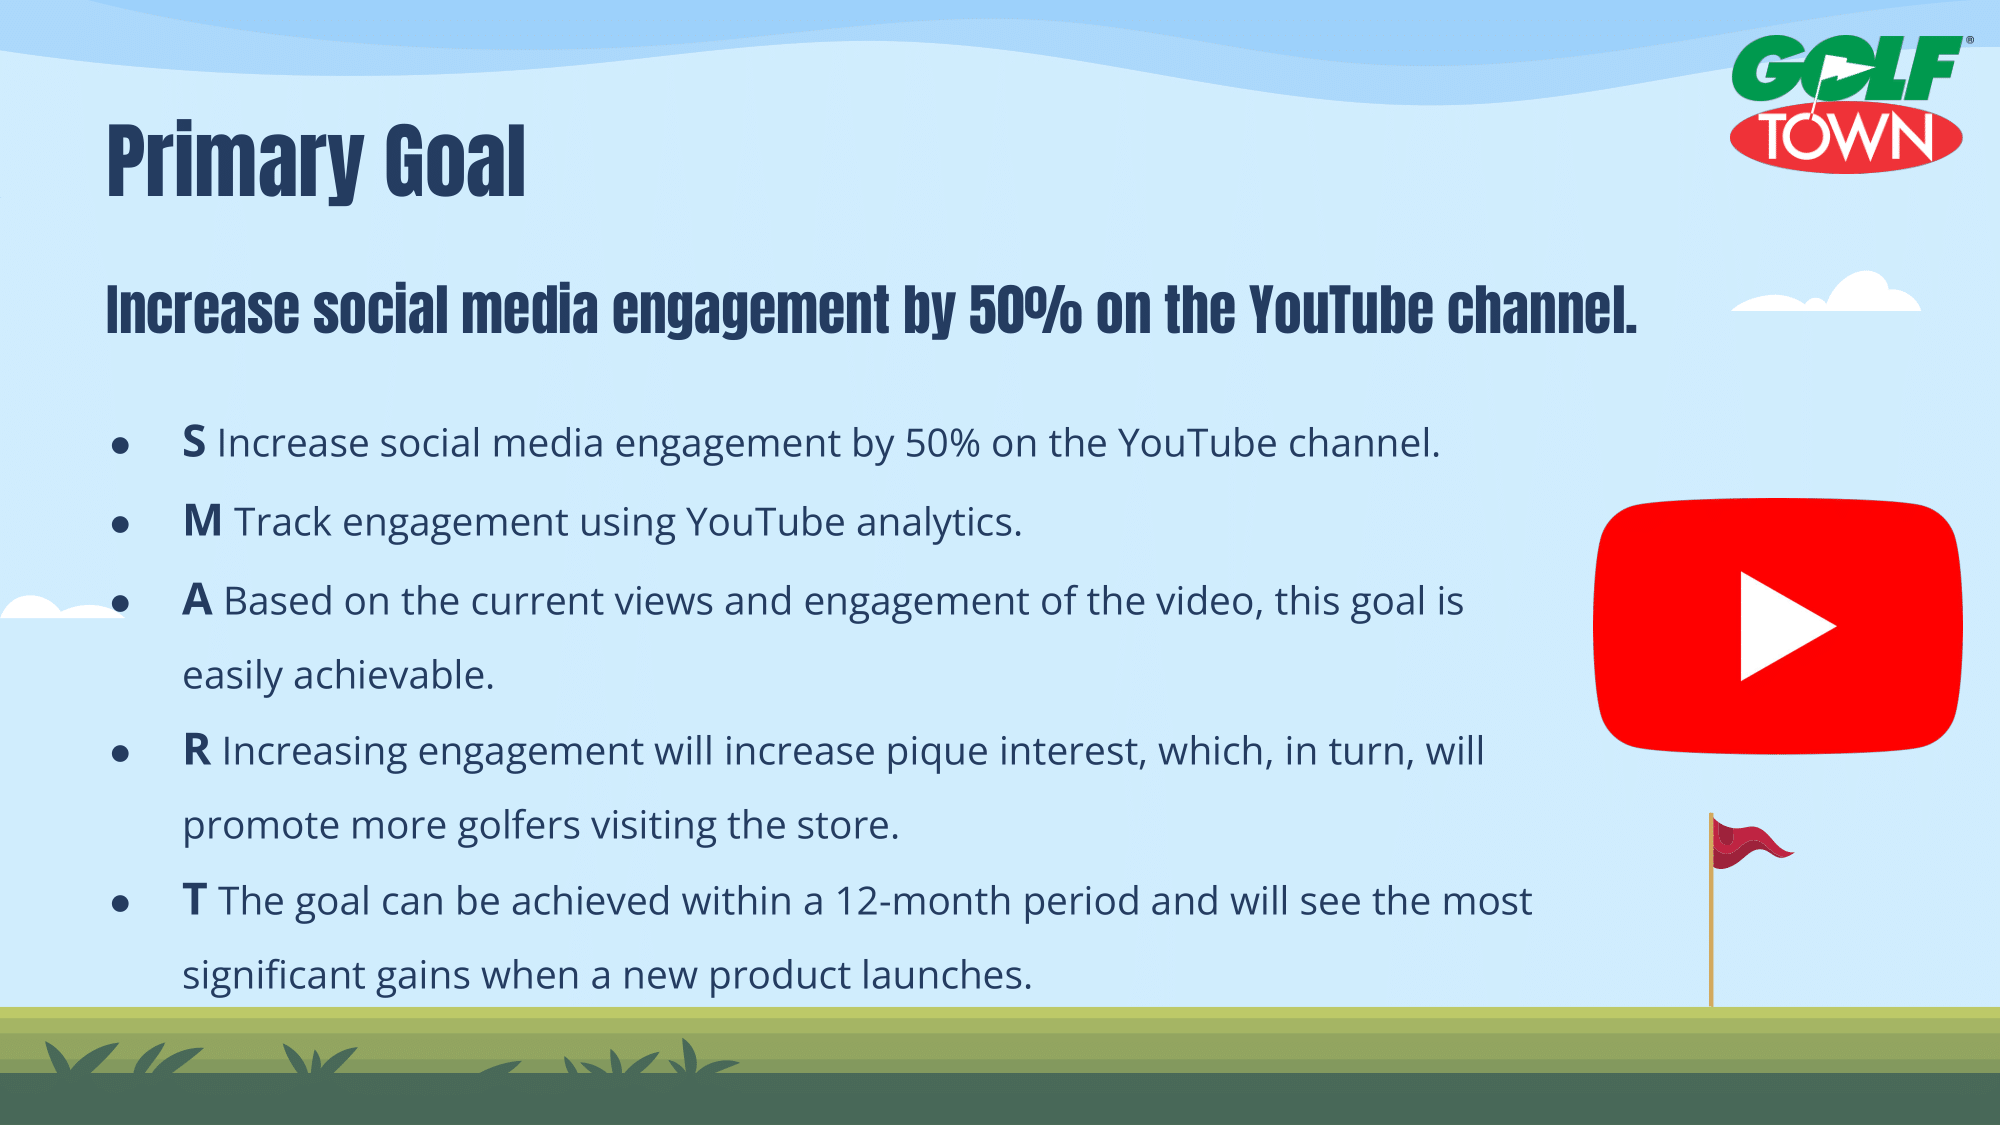 GOLF®
TOWN
Primary Goal
Increase social media engagement by 50% on the YouTube channel.
● S Increase social media engagement by 50% on the YouTube channel.
● M Track engagement using YouTube analytics.
● A Based on the current views and engagement of the video, this goal is
easily achievable.
● R Increasing engagement will increase pique interest, which, in turn, will
promote more golfers visiting the store.
● T The goal can be achieved within a 12-month period and will see the most
significant gains when a new product launches.